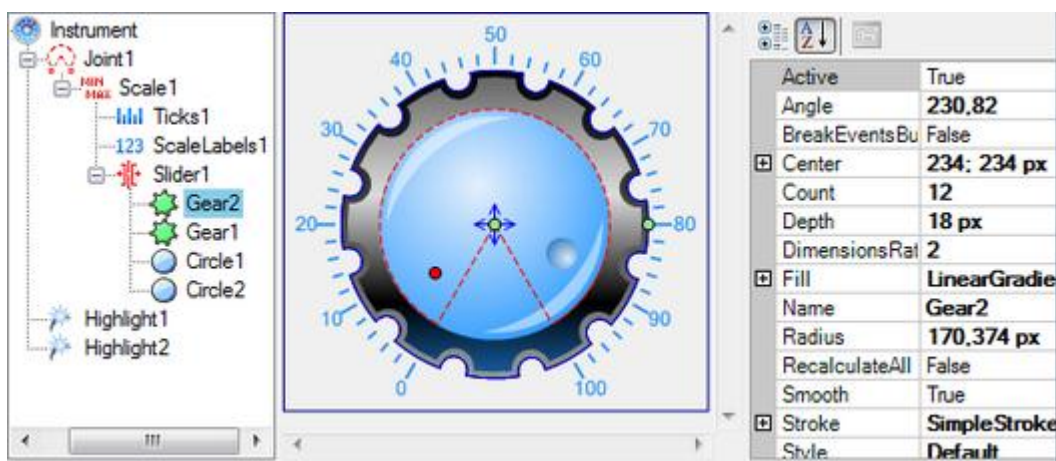 Instrument
Joint1
MIN
MAX Scale1
Ticks1
123 ScaleLabels1
Slider1
Gear2
Gear1
Circle1
Circle2
Highlight1
Highlight2
50
40 60
30 70
20 80
10 90
0 100
A
Z
Active True
Angle 230,82
BreakEventsBu False
Center 234; 234 px
Count 12
Depth 18 px
DimensionsRat 2
Fill LinearGradie
Name Gear2
Radius 170,374 px
RecalculateAll False
Smooth True
Stroke SimpleStroke
Style Default